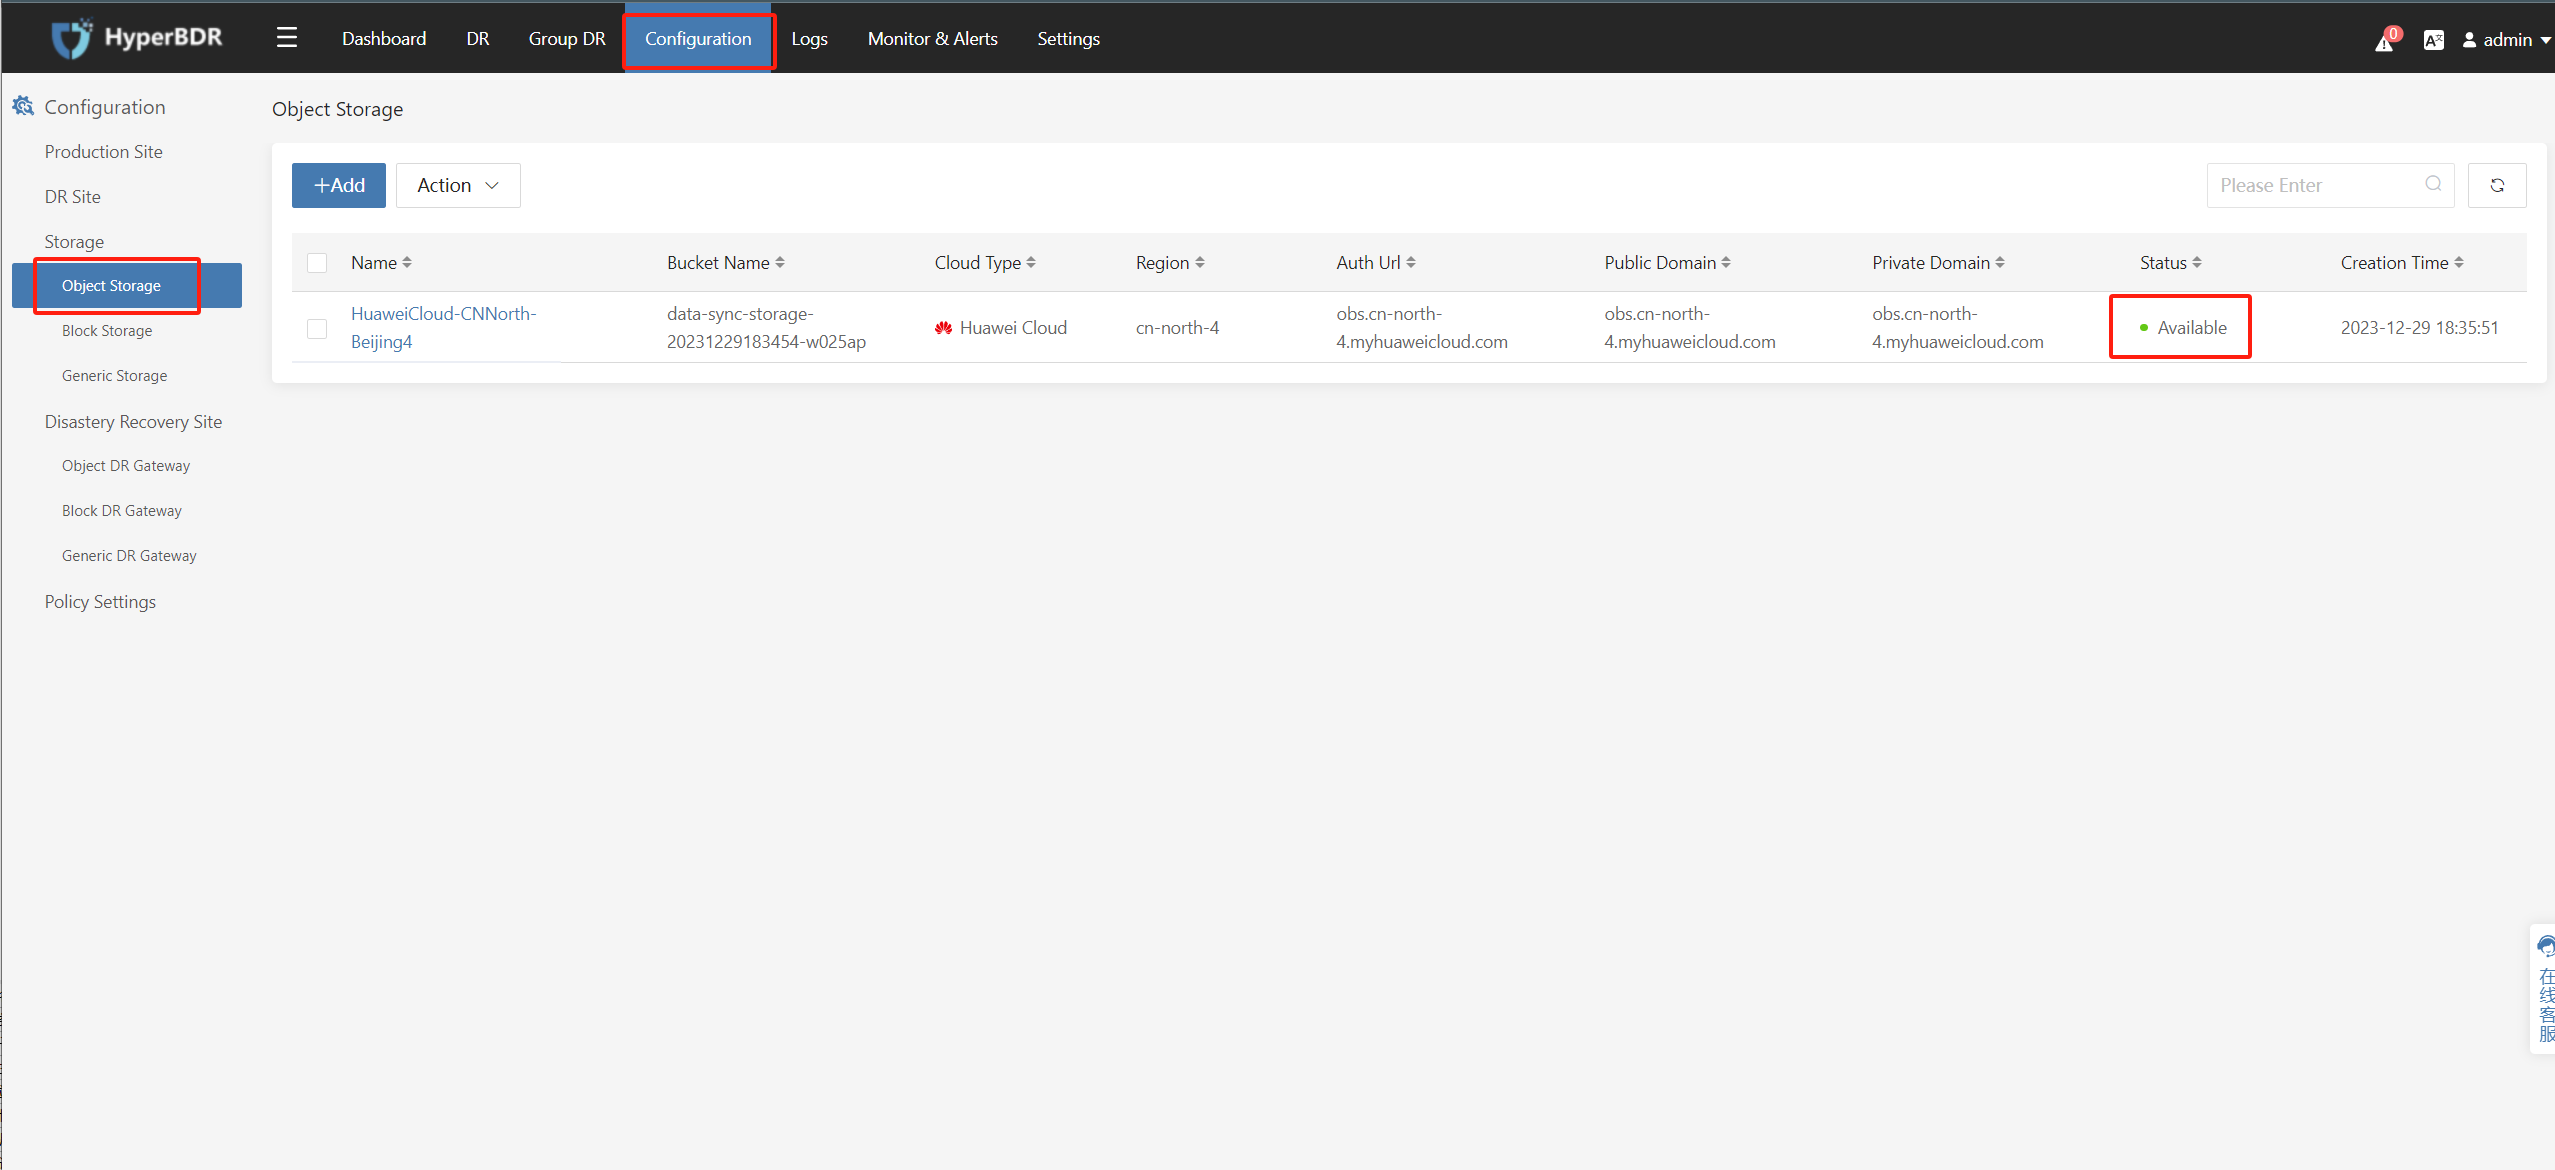 HyperBDR
Dashboard
DR
Group DR
Configuration
Logs
Monitor & Alerts
Settings
0
admin
Configuration
Production Site
DR Site
Storage
Object Storage
Block Storage
Generic Storage
Disastery Recovery Site
Object DR Gateway
Block DR Gateway
Generic DR Gateway
Policy Settings
Object Storage
+Add
Action
Please Enter
Name
Bucket Name
Cloud Type
Region
Auth Url
Public Domain
Private Domain
Status
Creation Time
HuaweiCloud-CNNorth-
Beijing4
data-sync-storage-
20231229183454-w025ap
Huawei Cloud
cn-north-4
obs.cn-north-
4.myhuaweicloud.com
obs.cn-north-
4.myhuaweicloud.com
obs.cn-north-
4.myhuaweicloud.com
Available
2023-12-29 18:35:51
在线客服